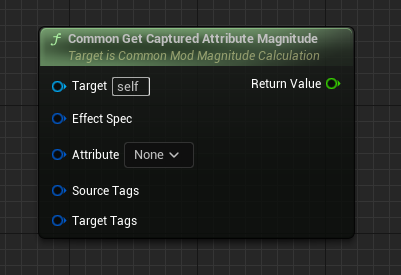 f Common Get Captured Attribute Magnitude
Target is Common Mod Magnitude Calculation
Target self Return Value
Effect Spec
Attribute None
Source Tags
Target Tags